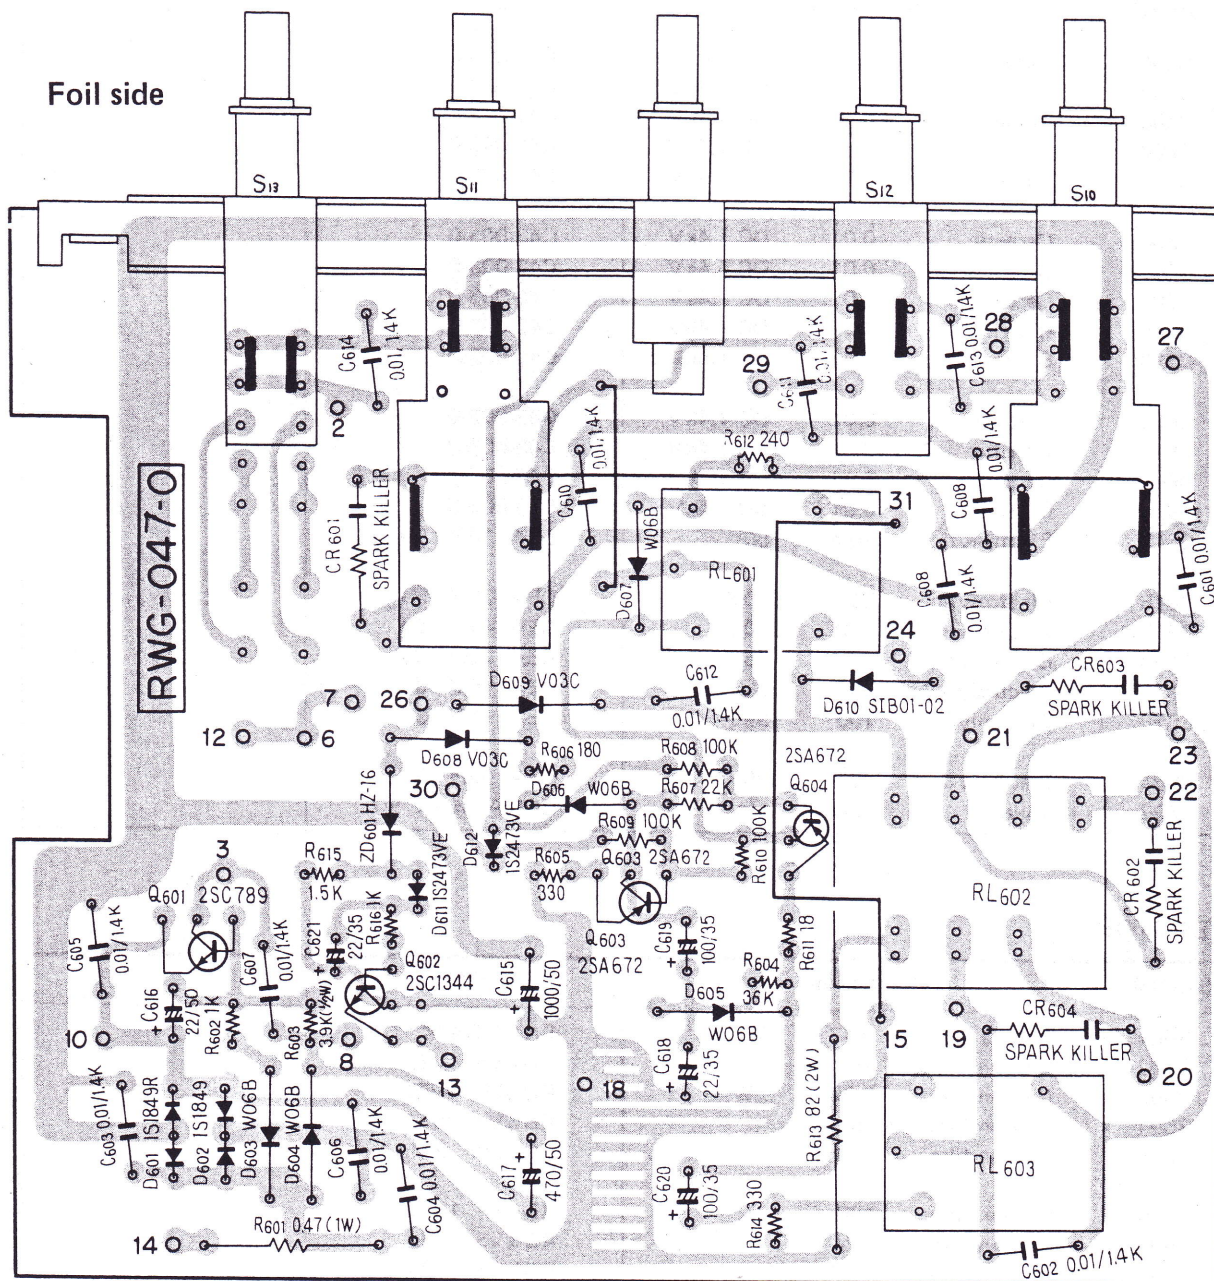 Foil side
S13
S11
S12
S10
C614
0.01/1.4K
2
29
C611
0.01/1.4K
C613 0.01/1.4K
28
27
RWG-047-0
CR601
SPARK KILLER
0.01/1.4K
C610
R612 240
W06B
D607
RL601
31
C608
0.01/1.4K
C608
0.01/1.4K
C601 0.01/1.4K
24
7
26
D609 V03C
C612
0.01/1.4K
D610 SIB01-02
CR603
SPARK KILLER
12
6
D608 V03C
21
23
R606 180
R608 100K
2SA672
Q604
ZD601 HZ-16
30
D606
W06B
R607 22K
22
D612
1S2473VE
R609 100K
R610 100K
3
R615
1.5K
R605
330
Q603 2SA672
Q601
2SC789
D611 1S2473VE
R616 1K
RL602
CR602
SPARK KILLER
C605
0.01/1.4K
C607
0.01/1.4K
C621
22/35
Q602
2SC1344
C615
1000/50
Q603
2SA672
C619
100/35
R611 18
C616
22/50
R602 1K
R603
3.9K(1/2W)
R604
36K
D605
W06B
10
8
13
15
19
CR604
SPARK KILLER
C618
22/35
18
20
C603 0.01/1.4K
D601 1S1849R
D602 1S1849
D603 W06B
D604 W06B
C606
0.01/1.4K
C604 0.01/1.4K
C617
470/50
C620
100/35
R613 82(2W)
R614 330
RL603
14
R601 0.47(1W)
C602 0.01/1.4K